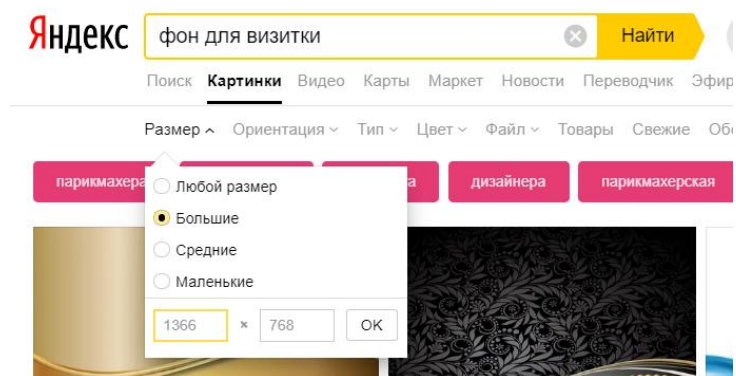 Яндекс фон для визитки Найти
Поиск Картинки Видео Карты Маркет Новости Переводчик Эфир
Размер Ориентация Тип Цвет Файл Товары Свежие
парикмахера дизайнера парикмахерская
Любой размер
Большие
Средние
Маленькие
1366 × 768 OK